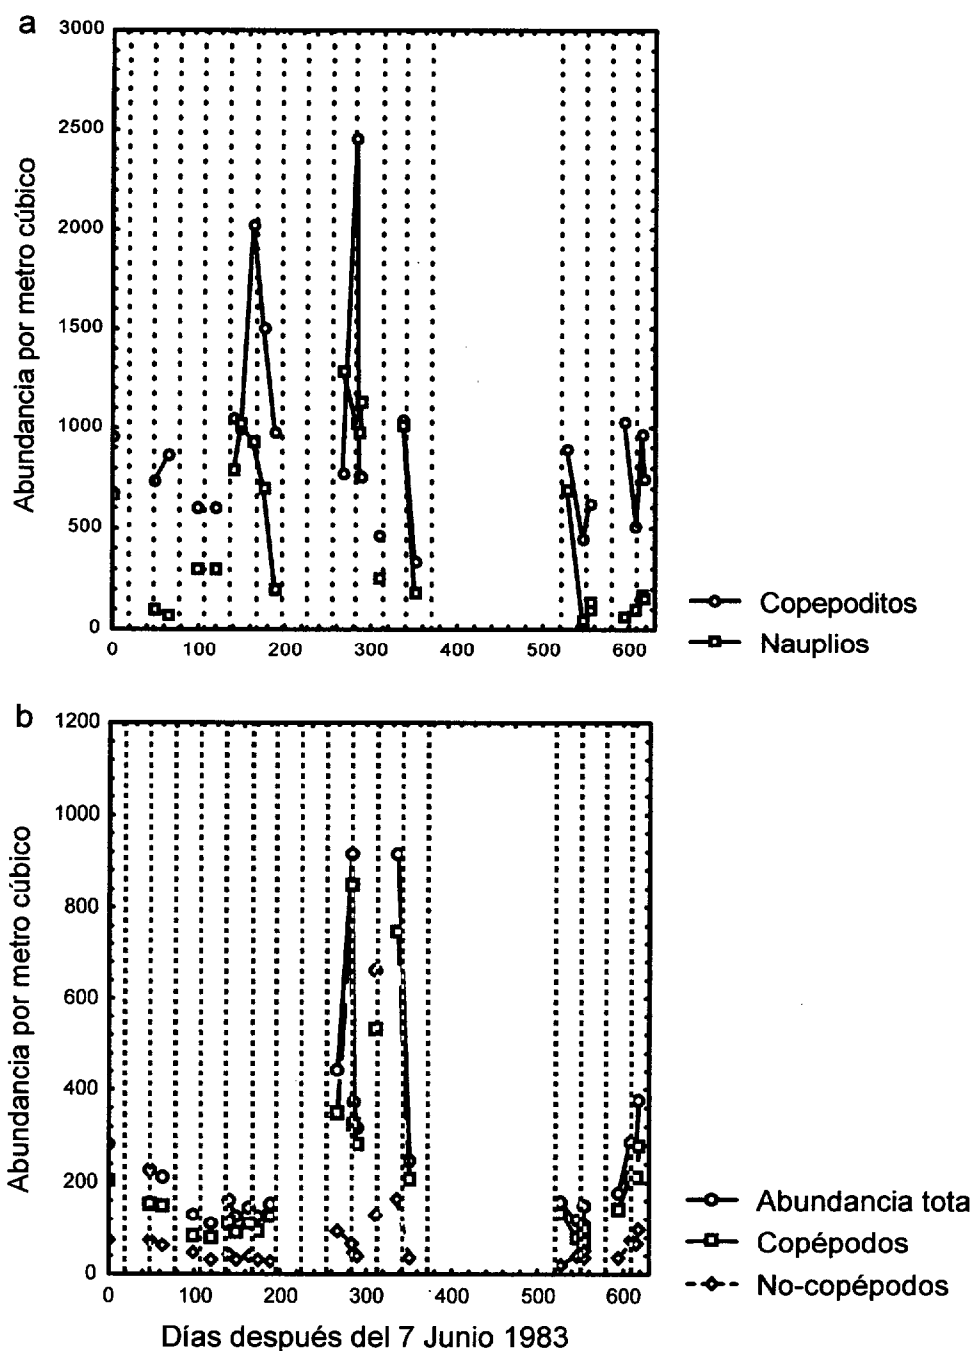 a
3000
2500
2000
1500
1000
500
0
Abundancia por metro cúbico
0 100 200 300 400 500 600
Copepoditos
Nauplios
b
1200
1000
800
600
400
200
0
Abundancia por metro cúbico
0 100 200 300 400 500 600
Abundancia tota
Copépodos
No-copépodos
Días después del 7 Junio 1983